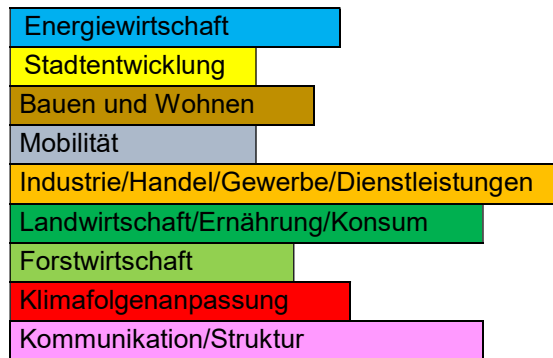 Energiewirtschaft
Stadtentwicklung
Bauen und Wohnen
Mobilität
Industrie/Handel/Gewerbe/Dienstleistungen
Landwirtschaft/Ernährung/Konsum
Forstwirtschaft
Klimafolgenanpassung
Kommunikation/Struktur